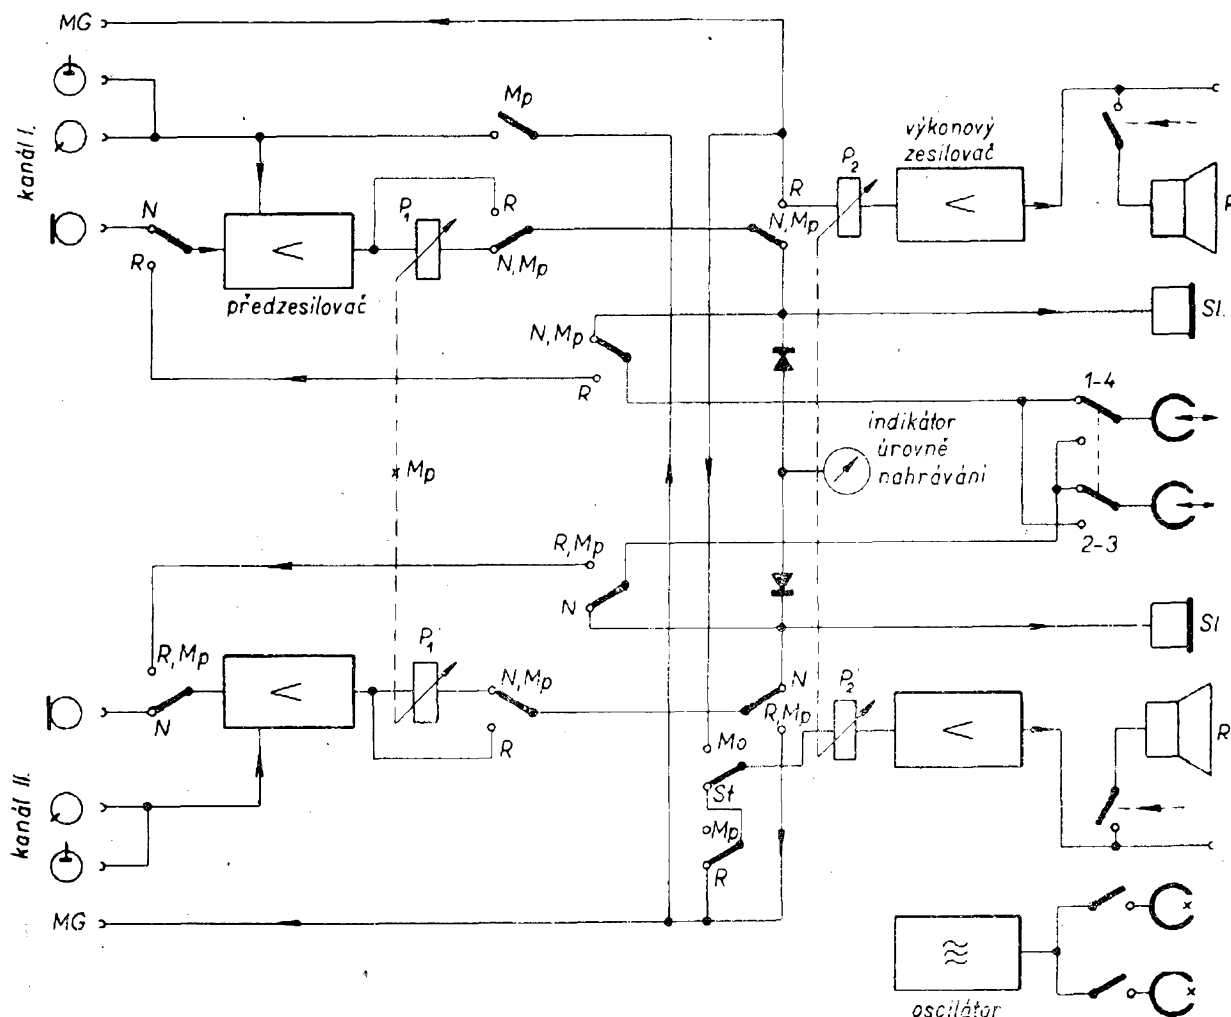 MG
kanál I.
Mp
výkonový
zesilovač
P2
R
R
P1
N
R
N,Mp
N,Mp
R
<
<
předzesilovač
Sl.
N,Mp
R
1-4
indikátor
úrovně
nahrávání
Mp
2-3
R,Mp
N
Sl
R,Mp
N
<
P1
N,Mp
R
N
R,Mp
P2
<
R
Mo
St
Mp
R
kanál II.
MG
oscilátor